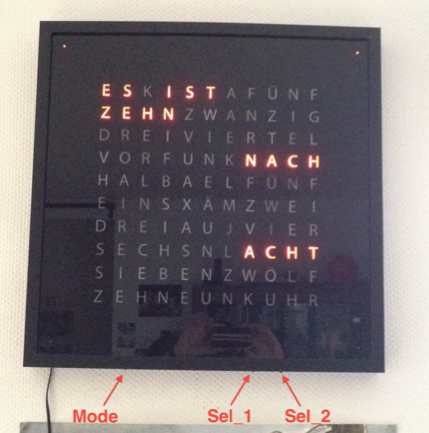 ESKISTAFÜNF
ZEHNZWANZIG
DREIVIERTEL
VORFUNKNACH
HALBAELFÜNF
EINSXÄMZWEI
DREIAUJVIER
SECHSNLACHT
SIEBENZWÖLF
ZEHNEUNKUHR
Mode Sel_1 Sel_2